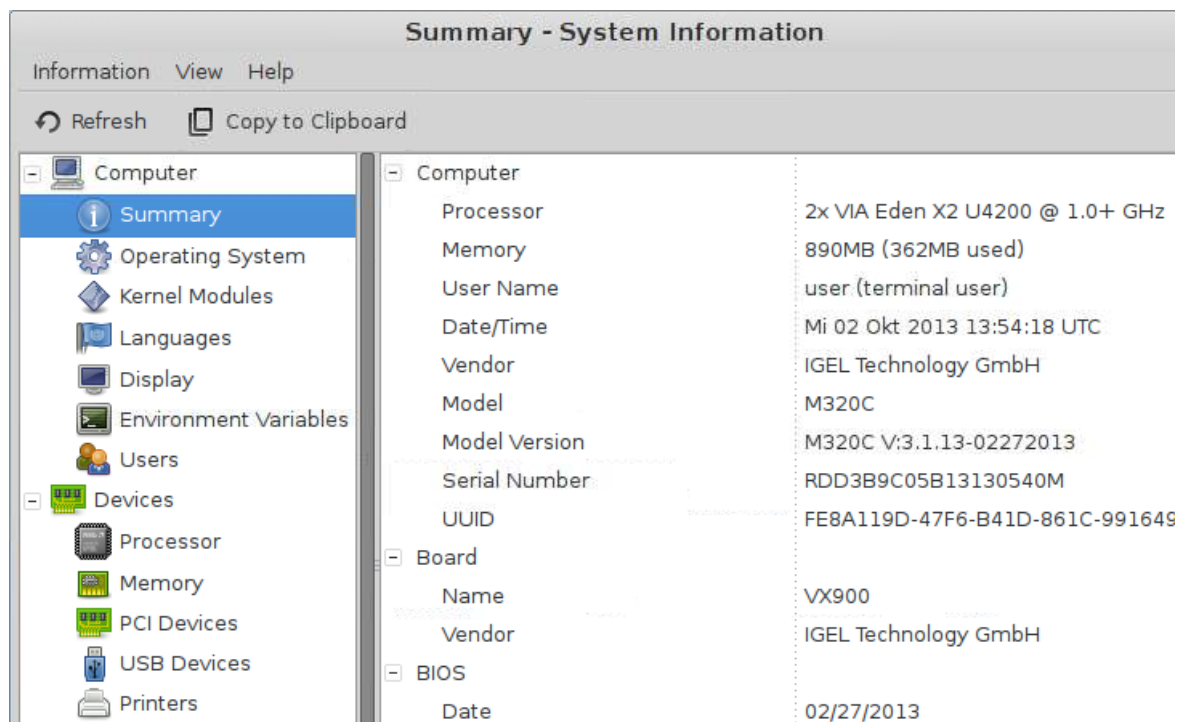 Summary - System Information
Information View Help
Refresh Copy to Clipboard
Computer
Summary
Operating System
Kernel Modules
Languages
Display
Environment Variables
Users
Devices
Processor
Memory
PCI Devices
USB Devices
Printers
Computer
Processor 2x VIA Eden X2 U4200 @ 1.0+ GHz
Memory 890MB (362MB used)
User Name user (terminal user)
Date/Time Mi 02 Okt 2013 13:54:18 UTC
Vendor IGEL Technology GmbH
Model M320C
Model Version M320C V:3.1.13-02272013
Serial Number RDD3B9C05B13130540M
UUID FE8A119D-47F6-B41D-861C-991649
Board
Name VX900
Vendor IGEL Technology GmbH
BIOS
Date 02/27/2013